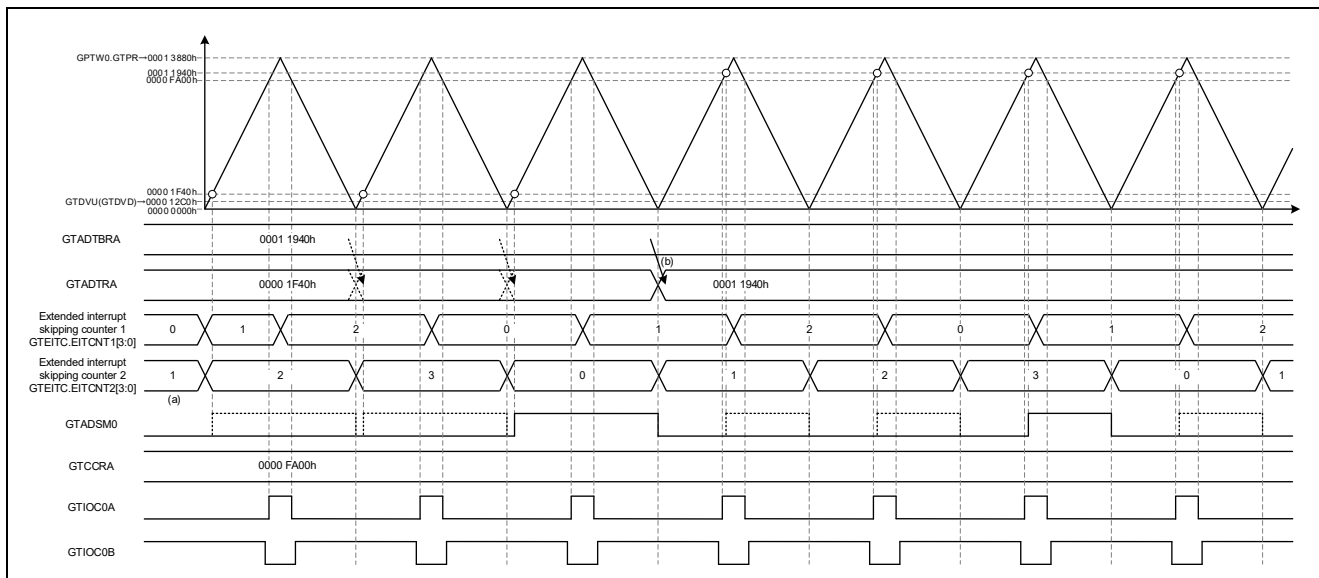 GPTW0.GTPR→0001 3880h
0001 1940h
0000 FA00h
0000 1F40h
GTDVU(GTDVD)→0000 12C0h
0000 0000h
GTADTBRA 0001 1940h
(b)
GTADTRA 0000 1F40h 0001 1940h
Extended interrupt
skipping counter 1
GTEITC.EITCNT1[3:0]
0 1 2 0 1 2 0 1 2
Extended interrupt
skipping counter 2
GTEITC.EITCNT2[3:0]
1 2 3 0 1 2 3 0 1
(a)
GTADSM0
GTCCRA 0000 FA00h
GTIOC0A
GTIOC0B